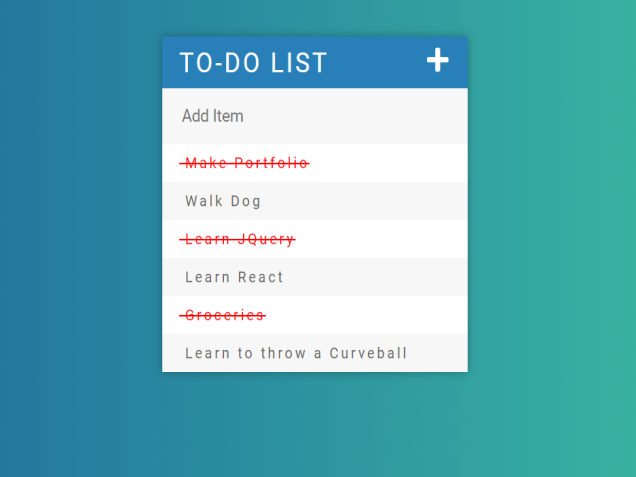 TO-DO LIST
Add Item
Make Portfolio
Walk Dog
Learn JQuery
Learn React
Groceries
Learn to throw a Curveball